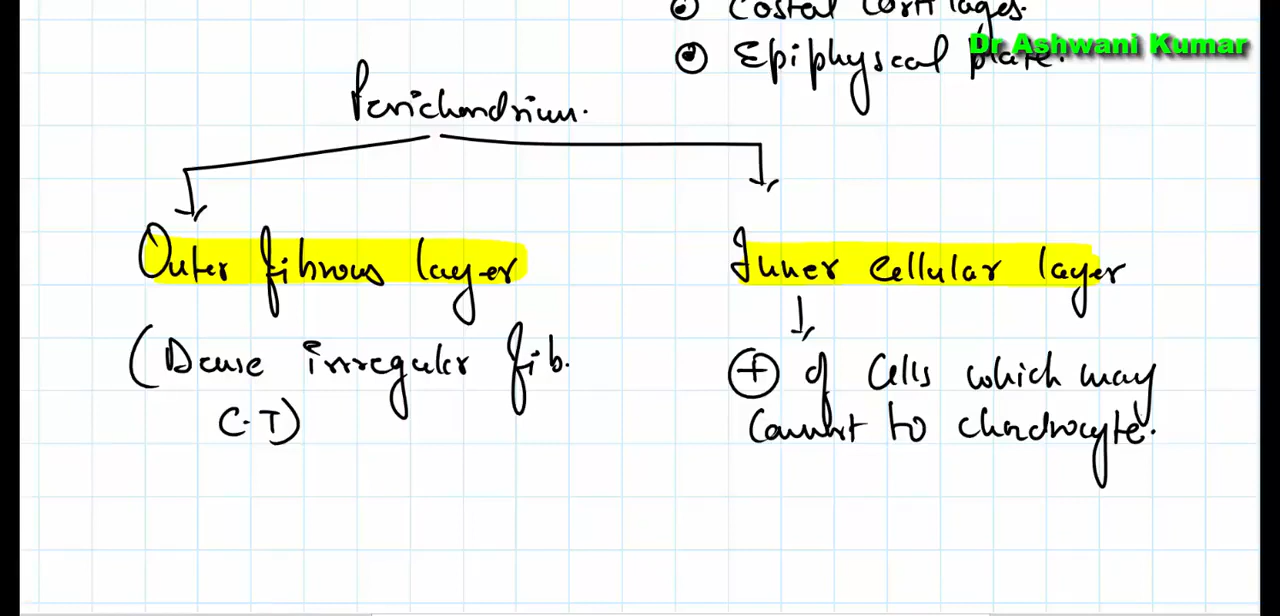 Costal cartilages.
Epiphyseal plate.
Dr Ashwani Kumar
Perichondrium.
Outer fibrous layer
Inner cellular layer
(Dense irregular fib.
C.T)
+ of cells which may
convert to chondrocyte.